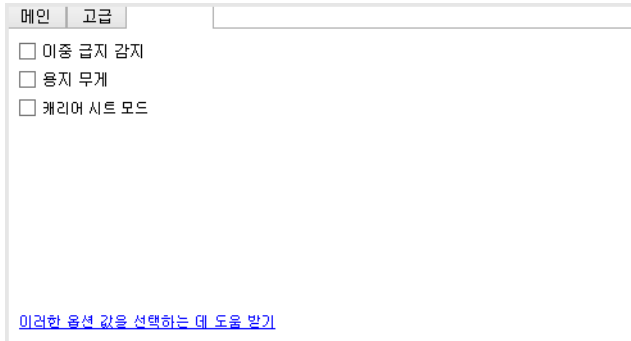 메인 고급
이중 급지 감지
용지 무게
캐리어 시트 모드
이러한 옵션 값을 선택하는 데 도움 받기